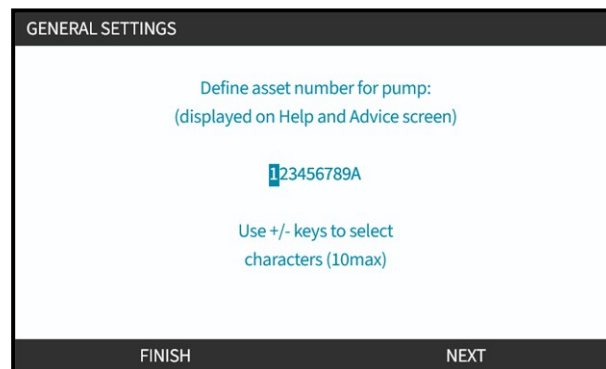 GENERAL SETTINGS
Define asset number for pump:
(displayed on Help and Advice screen)
123456789A
Use +/- keys to select
characters (10max)
FINISH NEXT